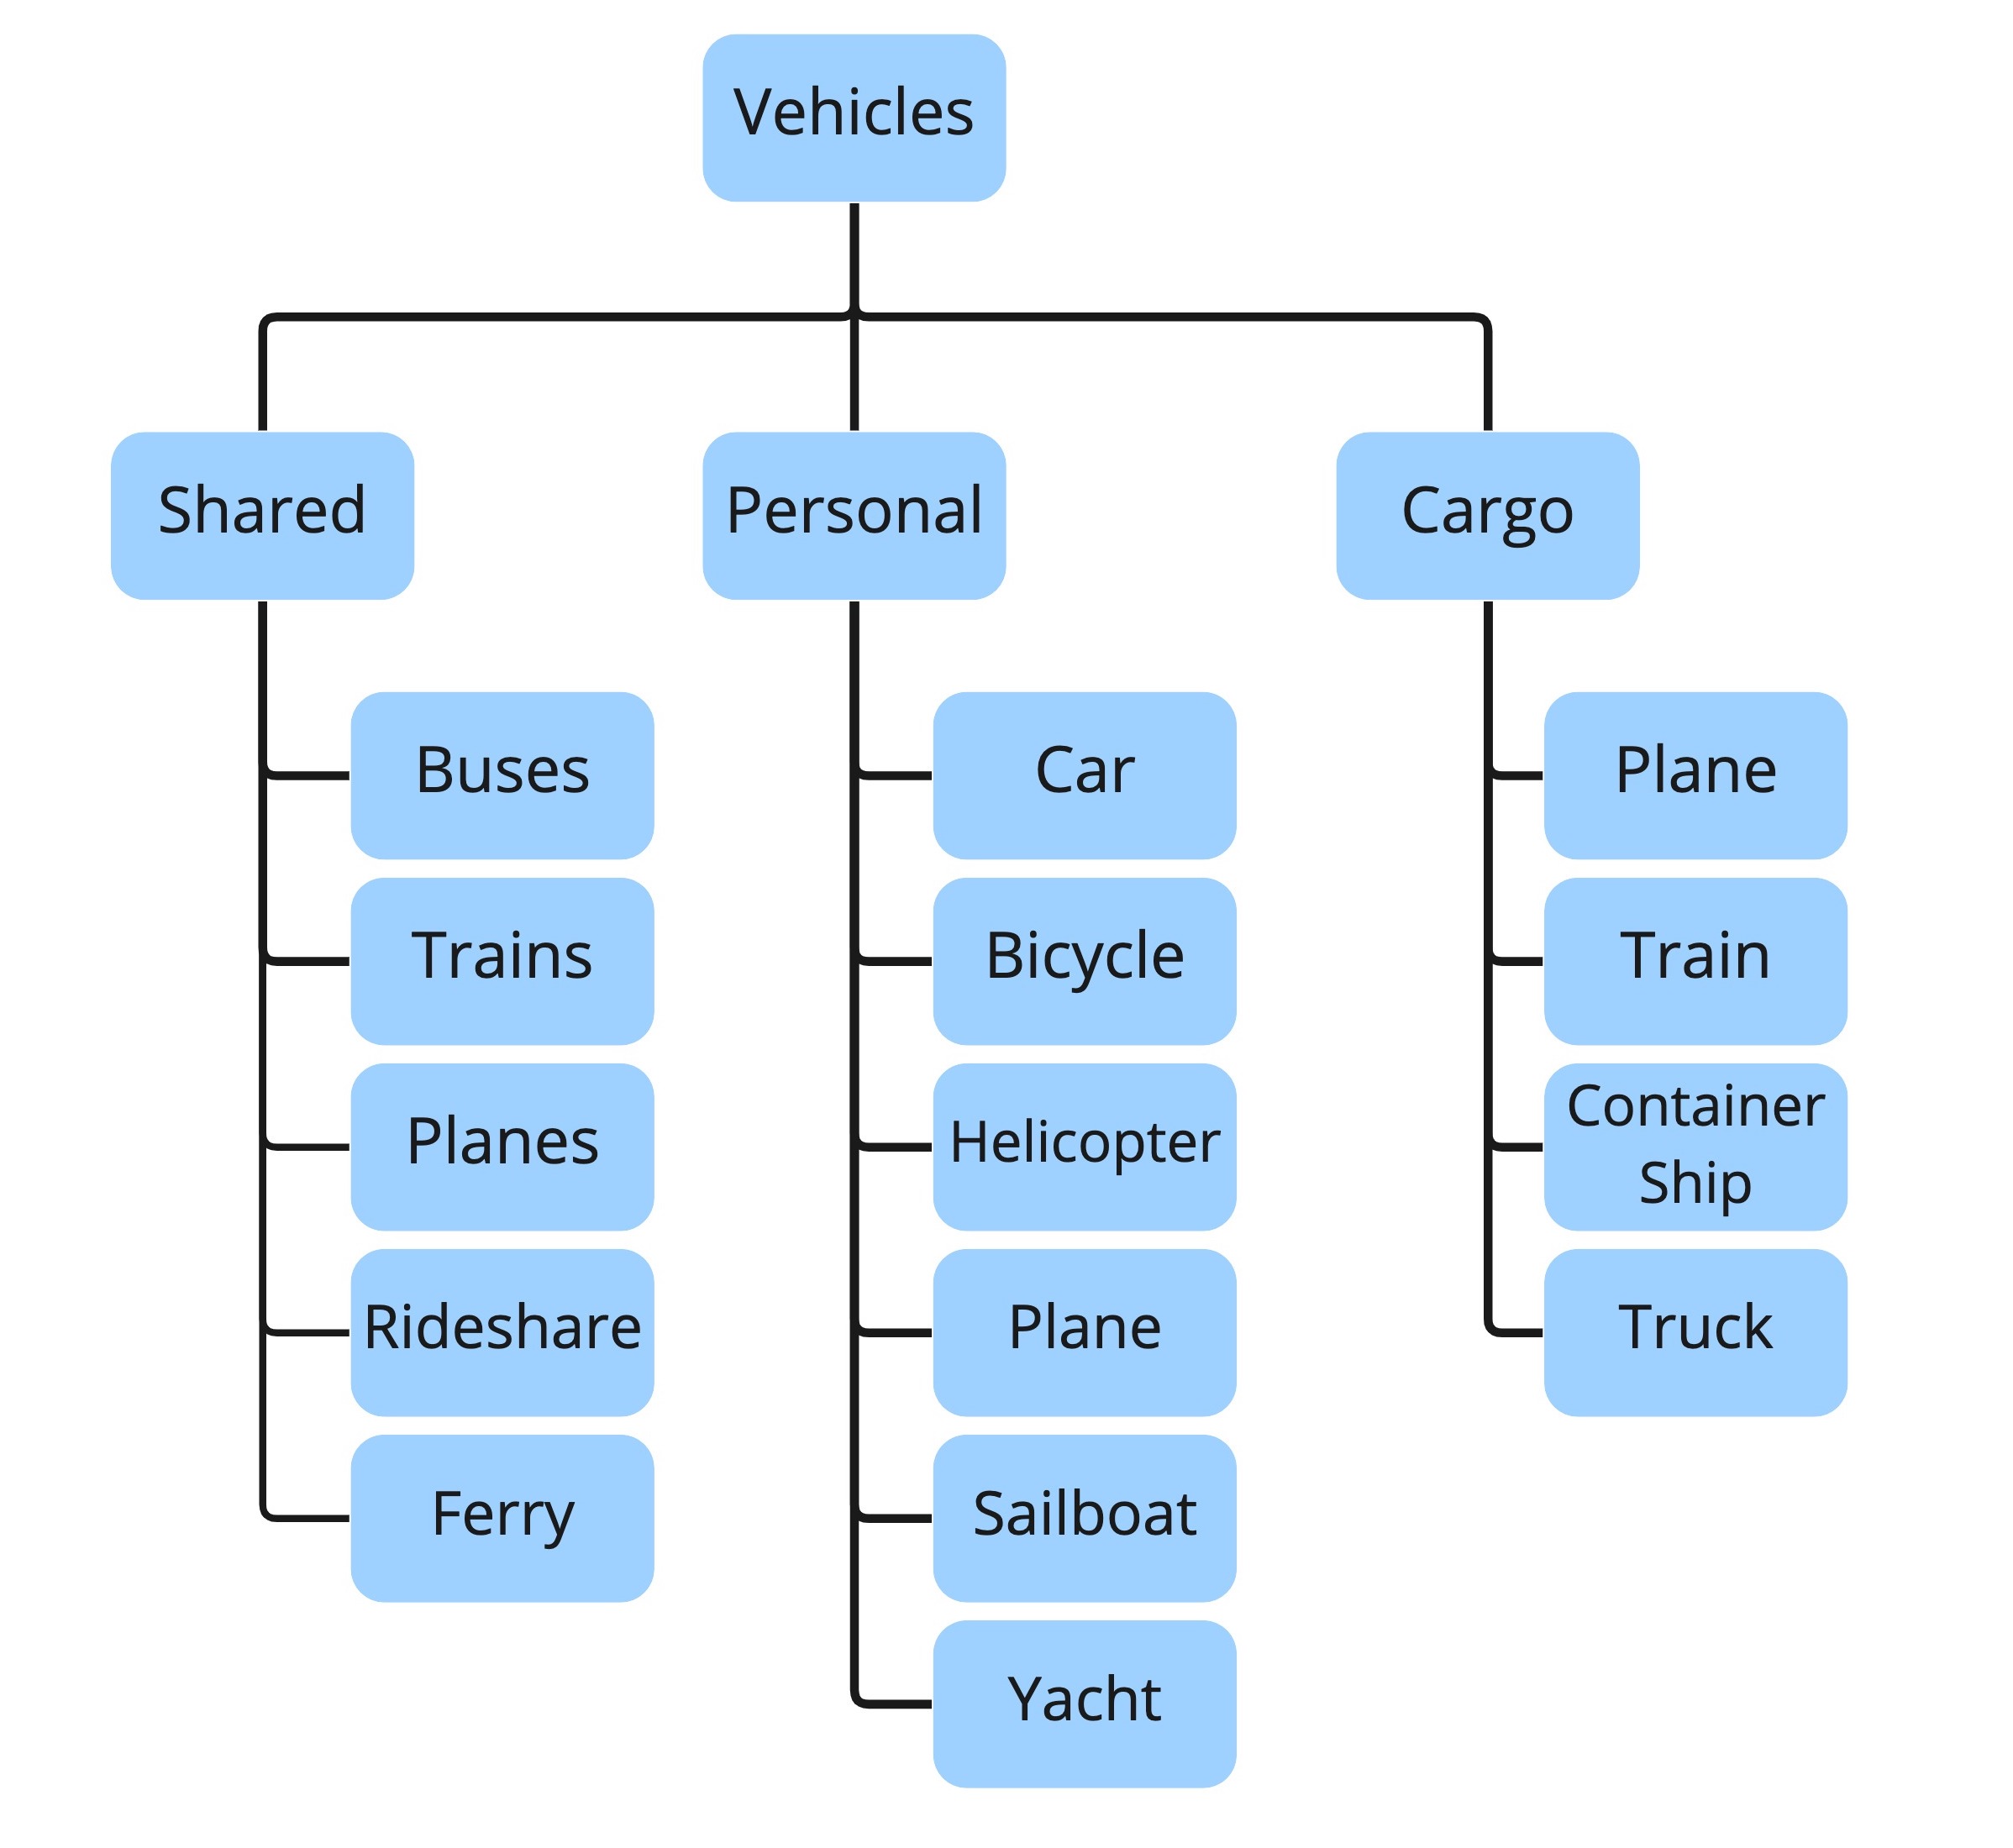 Vehicles
Shared
Personal
Cargo
Buses
Trains
Planes
Rideshare
Ferry
Car
Bicycle
Helicopter
Plane
Sailboat
Yacht
Plane
Train
Container
Ship
Truck